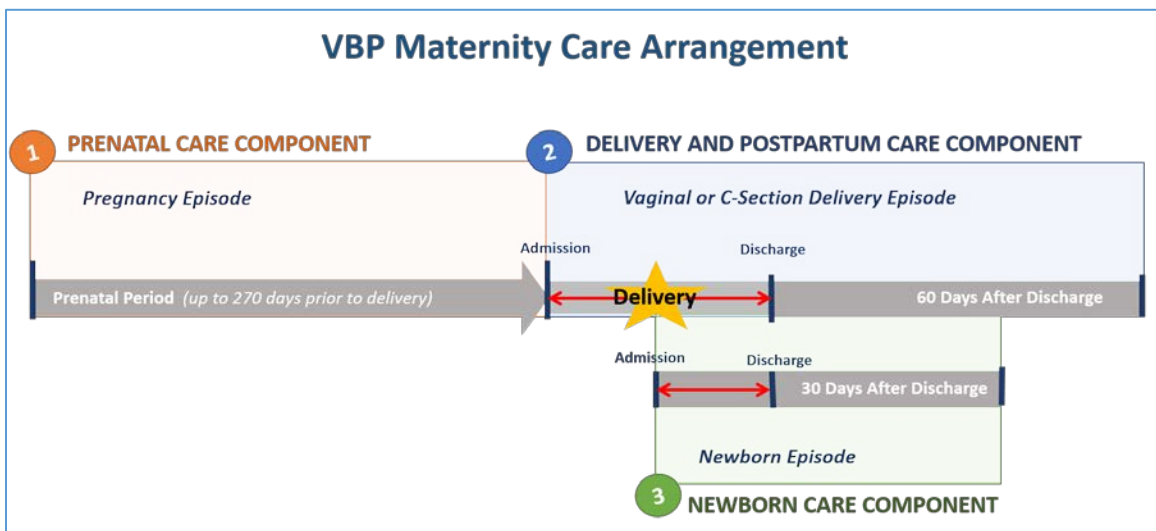 VBP Maternity Care Arrangement
1 PRENATAL CARE COMPONENT
2 DELIVERY AND POSTPARTUM CARE COMPONENT
Pregnancy Episode
Vaginal or C-Section Delivery Episode
Admission
Discharge
Prenatal Period (up to 270 days prior to delivery)
Delivery
60 Days After Discharge
Admission
Discharge
30 Days After Discharge
Newborn Episode
3 NEWBORN CARE COMPONENT